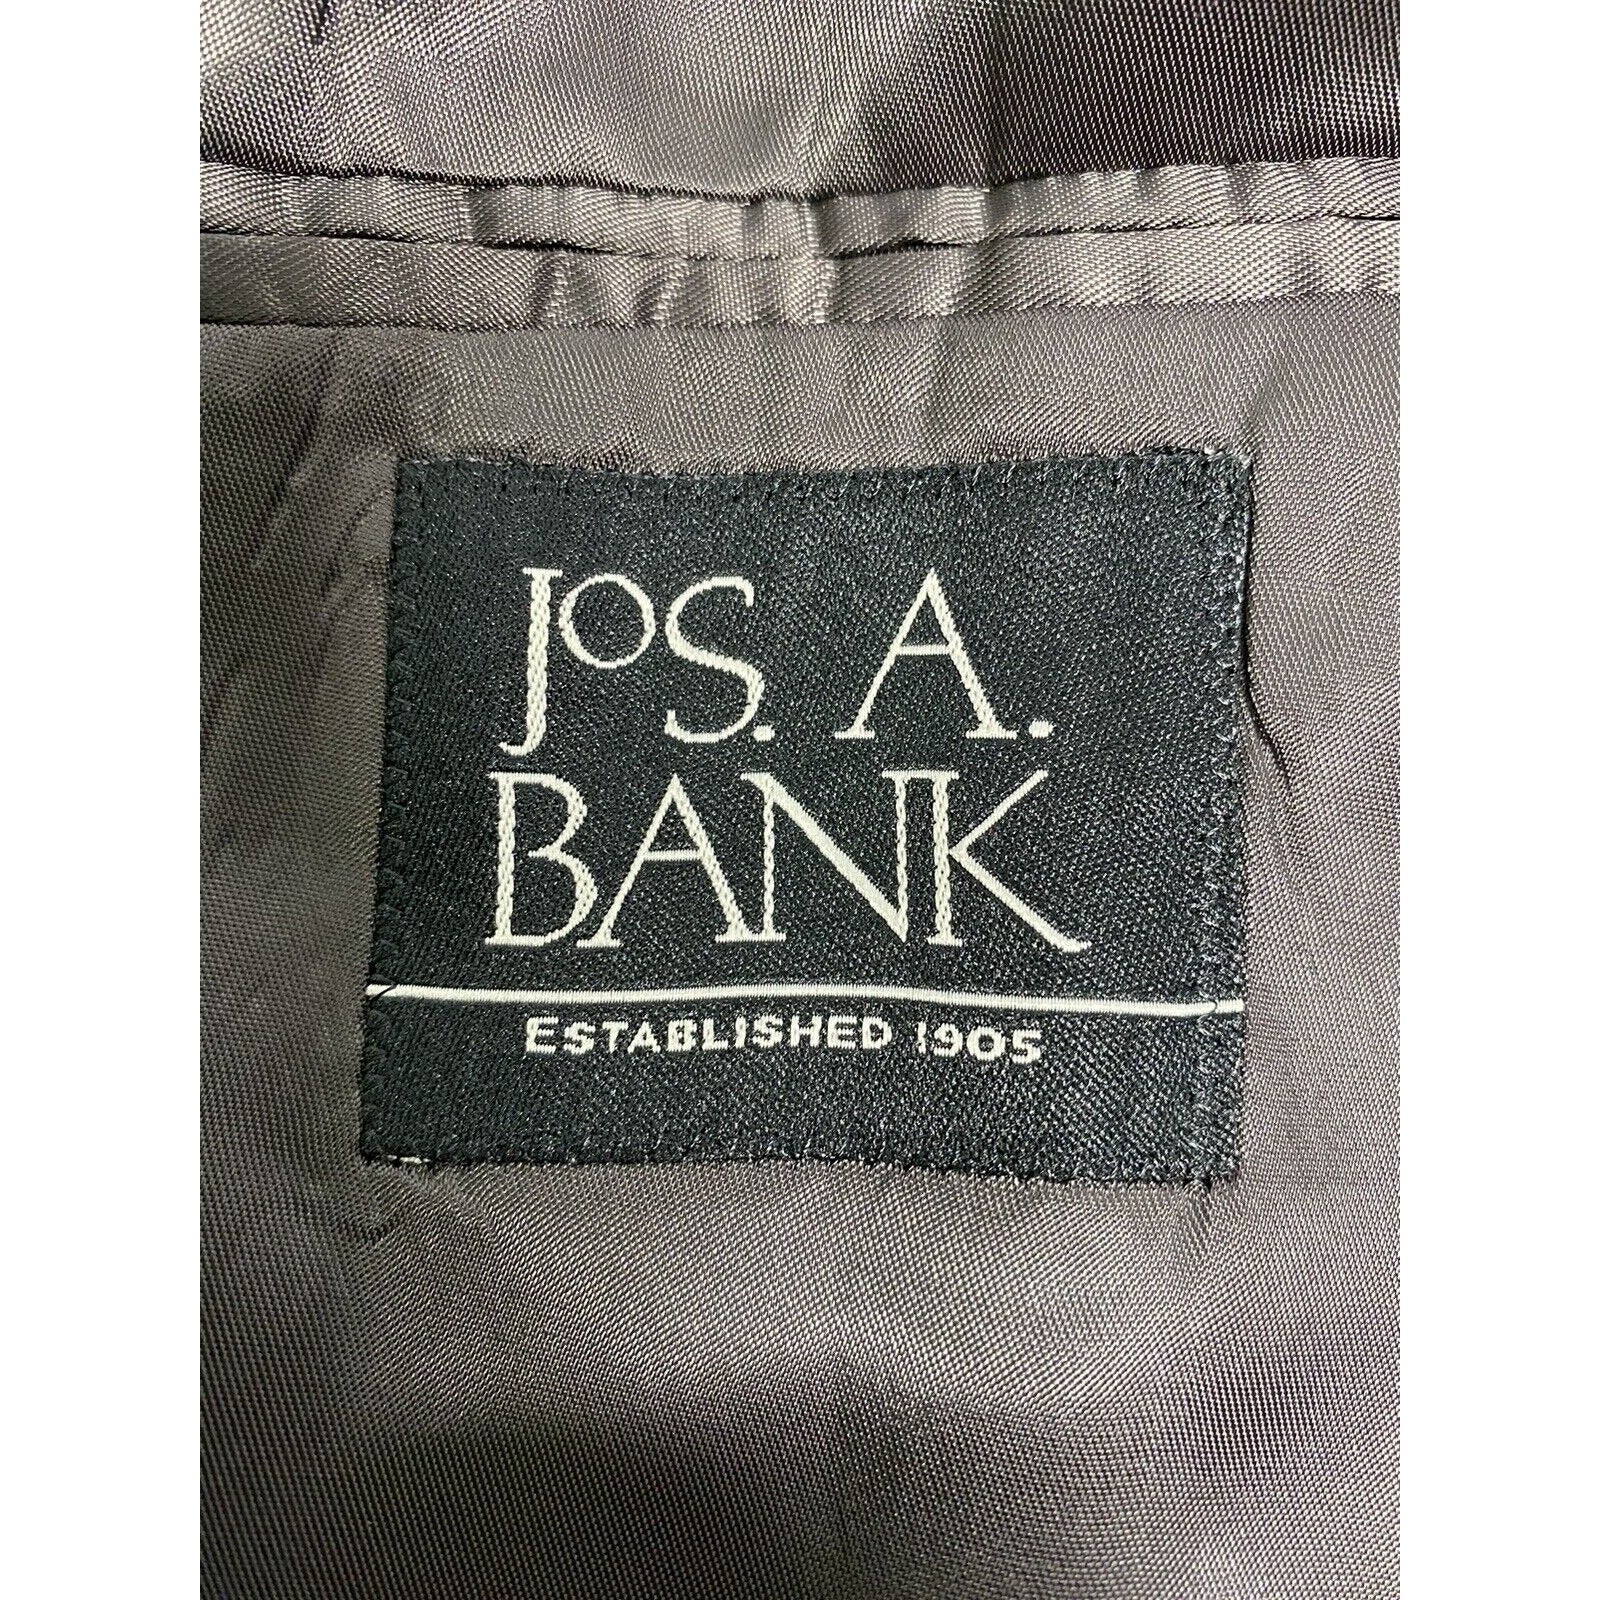 JoS. A.
BANK
ESTABLISHED 1905